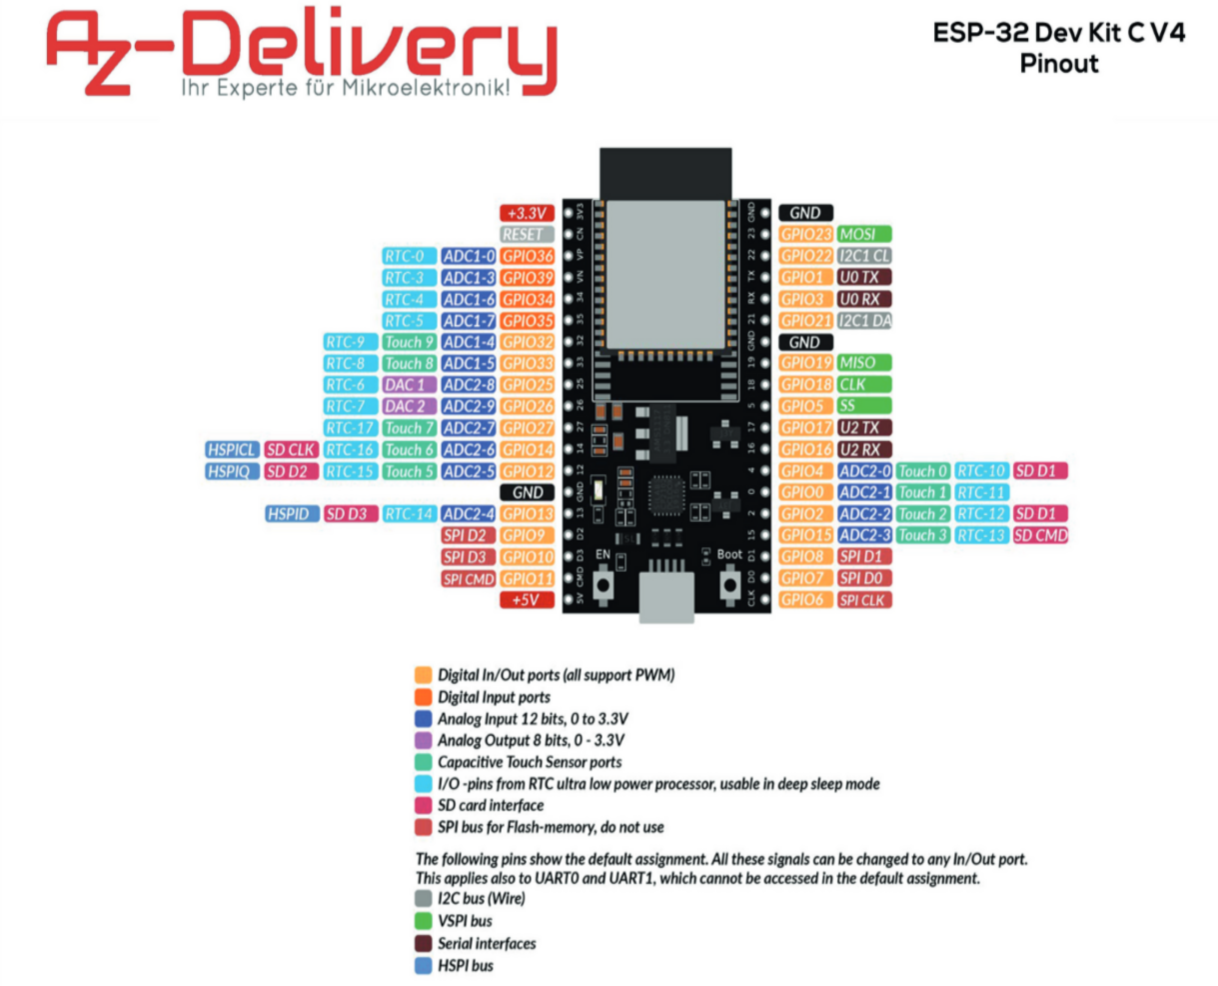 AZ-Delivery
Ihr Experte für Mikroelektronik!
ESP-32 Dev Kit C V4
Pinout
+3.3V 3V3 GND GND
RESET CN 23 GPIO23 MOSI
RTC-0 ADC1-0 GPIO36 VP 22 GPIO22 I2C1 CL
RTC-3 ADC1-3 GPIO39 VN TX GPIO1 U0 TX
RTC-4 ADC1-6 GPIO34 34 RX GPIO3 U0 RX
RTC-5 ADC1-7 GPIO35 35 21 GPIO21 I2C1 DA
RTC-9 Touch 9 ADC1-4 GPIO32 32 GND GND
RTC-8 Touch 8 ADC1-5 GPIO33 33 19 GPIO19 MISO
RTC-6 DAC 1 ADC2-8 GPIO25 25 18 GPIO18 CLK
RTC-7 DAC 2 ADC2-9 GPIO26 26 5 GPIO5 SS
RTC-17 Touch 7 ADC2-7 GPIO27 27 17 GPIO17 U2 TX
HSPICL SD CLK RTC-16 Touch 6 ADC2-6 GPIO14 14 16 GPIO16 U2 RX
HSPIQ SD D2 RTC-15 Touch 5 ADC2-5 GPIO12 12 4 GPIO4 ADC2-0 Touch 0 RTC-10 SD D1
GND GND 0 GPIO0 ADC2-1 Touch 1 RTC-11
HSPID SD D3 RTC-14 ADC2-4 GPIO13 13 2 GPIO2 ADC2-2 Touch 2 RTC-12 SD D1
SPI D2 GPIO9 D2 15 GPIO15 ADC2-3 Touch 3 RTC-13 SD CMD
SPI D3 GPIO10 D3 EN Boot D1 GPIO8 SPI D1
SPI CMD GPIO11 CMD D0 GPIO7 SPI D0
+5V 5V CLK GPIO6 SPI CLK
Digital In/Out ports (all support PWM)
Digital Input ports
Analog Input 12 bits, 0 to 3.3V
Analog Output 8 bits, 0 - 3.3V
Capacitive Touch Sensor ports
I/O -pins from RTC ultra low power processor, usable in deep sleep mode
SD card interface
SPI bus for Flash-memory, do not use
The following pins show the default assignment. All these signals can be changed to any In/Out port.
This applies also to UART0 and UART1, which cannot be accessed in the default assignment.
I2C bus (Wire)
VSPI bus
Serial interfaces
HSPI bus